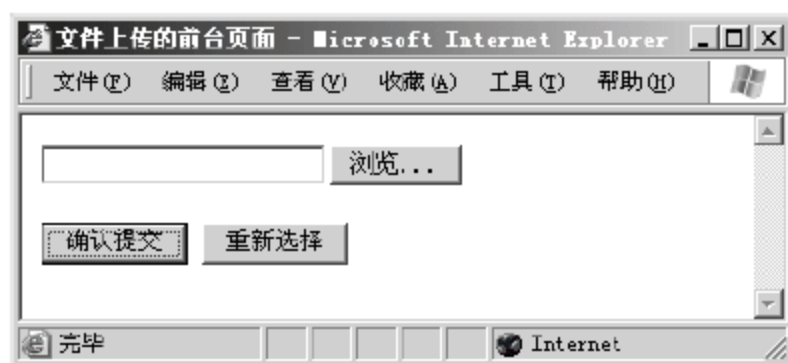 文件上传的前台页面 - Microsoft Internet Explorer
文件(F) 编辑(E) 查看(V) 收藏(A) 工具(T) 帮助(H)
浏览...
确认提交 重新选择
完毕 Internet